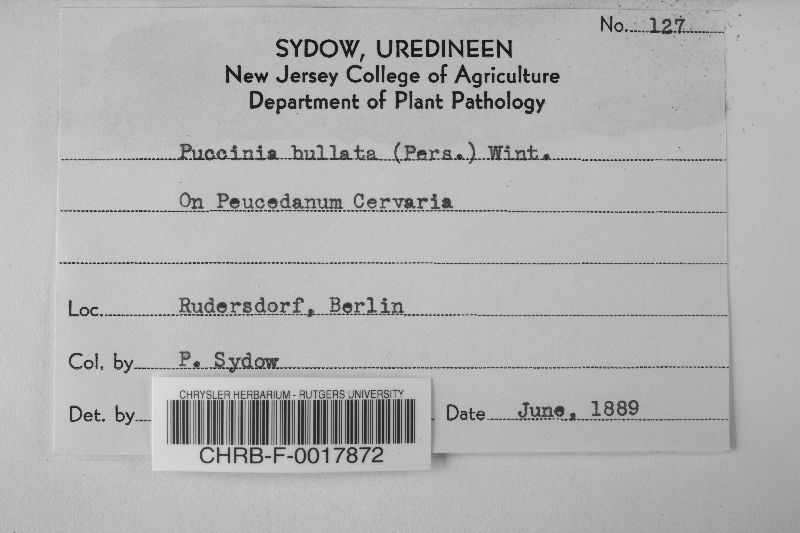 No. 127
SYDOW, UREDINEEN
New Jersey College of Agriculture
Department of Plant Pathology
Puccinia bullata (Pers.) Wint.
On Peucedanum Cervaria
Loc. Rudersdorf, Berlin
Col. by P. Sydow
Det. by Date June, 1889
CHRYSLER HERBARIUM - RUTGERS UNIVERSITY
CHRB-F-0017872